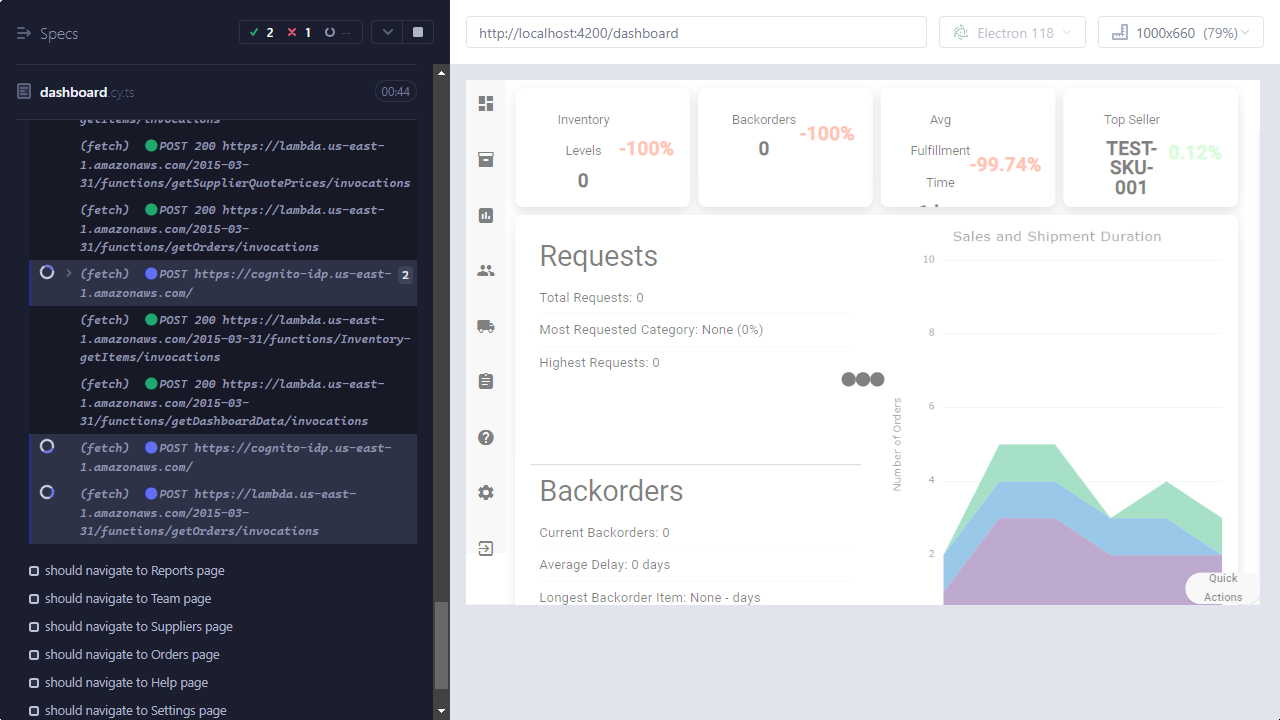 Specs
2
1
--
dashboard.cy.ts
00:44
getItems/invocations
(fetch) POST 200 https://lambda.us-east-
1.amazonaws.com/2015-03-
31/functions/getSupplierQuotePrices/invocations
(fetch) POST 200 https://lambda.us-east-
1.amazonaws.com/2015-03-
31/functions/getOrders/invocations
(fetch) POST https://cognito-idp.us-east-
1.amazonaws.com/
2
(fetch) POST 200 https://lambda.us-east-
1.amazonaws.com/2015-03-31/functions/Inventory-
getItems/invocations
(fetch) POST 200 https://lambda.us-east-
1.amazonaws.com/2015-03-
31/functions/getDashboardData/invocations
(fetch) POST https://cognito-idp.us-east-
1.amazonaws.com/
(fetch) POST https://lambda.us-east-
1.amazonaws.com/2015-03-
31/functions/getOrders/invocations
should navigate to Reports page
should navigate to Team page
should navigate to Suppliers page
should navigate to Orders page
should navigate to Help page
should navigate to Settings page
http://localhost:4200/dashboard
Electron 118
1000x660 (79%)
Inventory
Levels
0
-100%
Backorders
0
-100%
Avg
Fulfillment
Time
-99.74%
Top Seller
TEST-
SKU-
001
0.12%
Requests
Total Requests: 0
Most Requested Category: None (0%)
Highest Requests: 0
Backorders
Current Backorders: 0
Average Delay: 0 days
Longest Backorder Item: None - days
Sales and Shipment Duration
10
8
6
4
2
Number of Orders
Quick
Actions